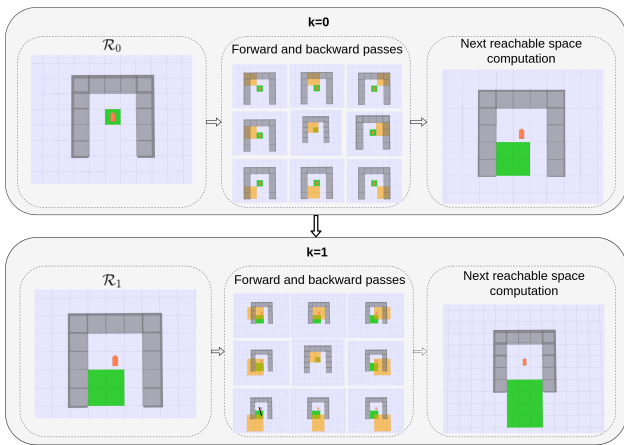 k=0
R₀
Forward and backward passes
Next reachable space
computation
k=1
R₁
Forward and backward passes
Next reachable space
computation